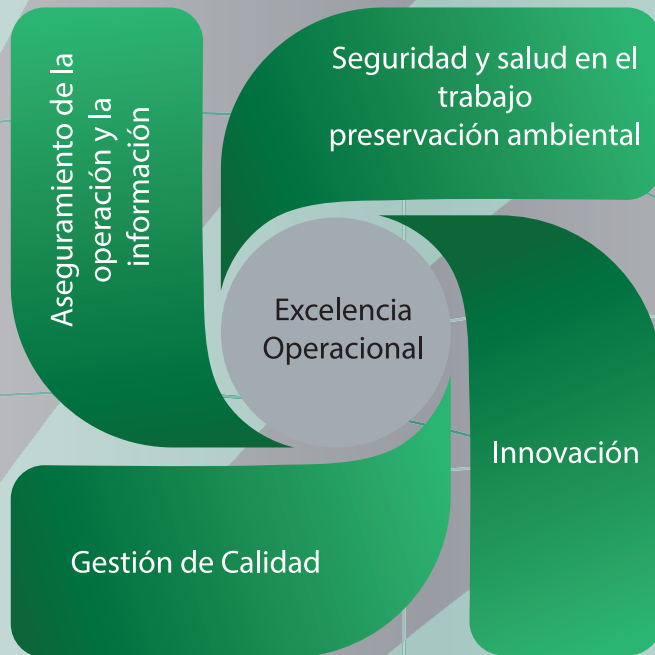 Aseguramiento de la
operación y la
información
Seguridad y salud en el
trabajo
preservación ambiental
Excelencia
Operacional
Innovación
Gestión de Calidad